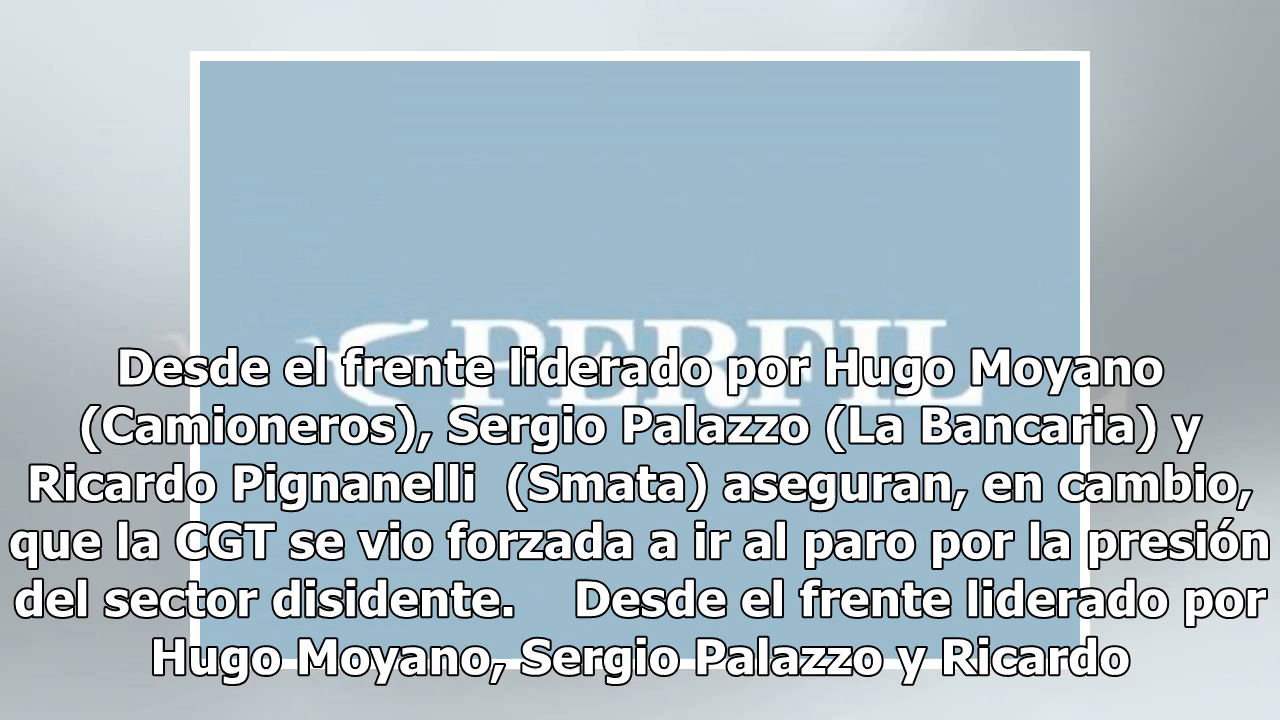 PERFIL
Desde el frente liderado por Hugo Moyano
(Camioneros), Sergio Palazzo (La Bancaria) y
Ricardo Pignanelli  (Smata) aseguran, en cambio,
que la CGT se vio forzada a ir al paro por la presión
del sector disidente.    Desde el frente liderado por
Hugo Moyano, Sergio Palazzo y Ricardo